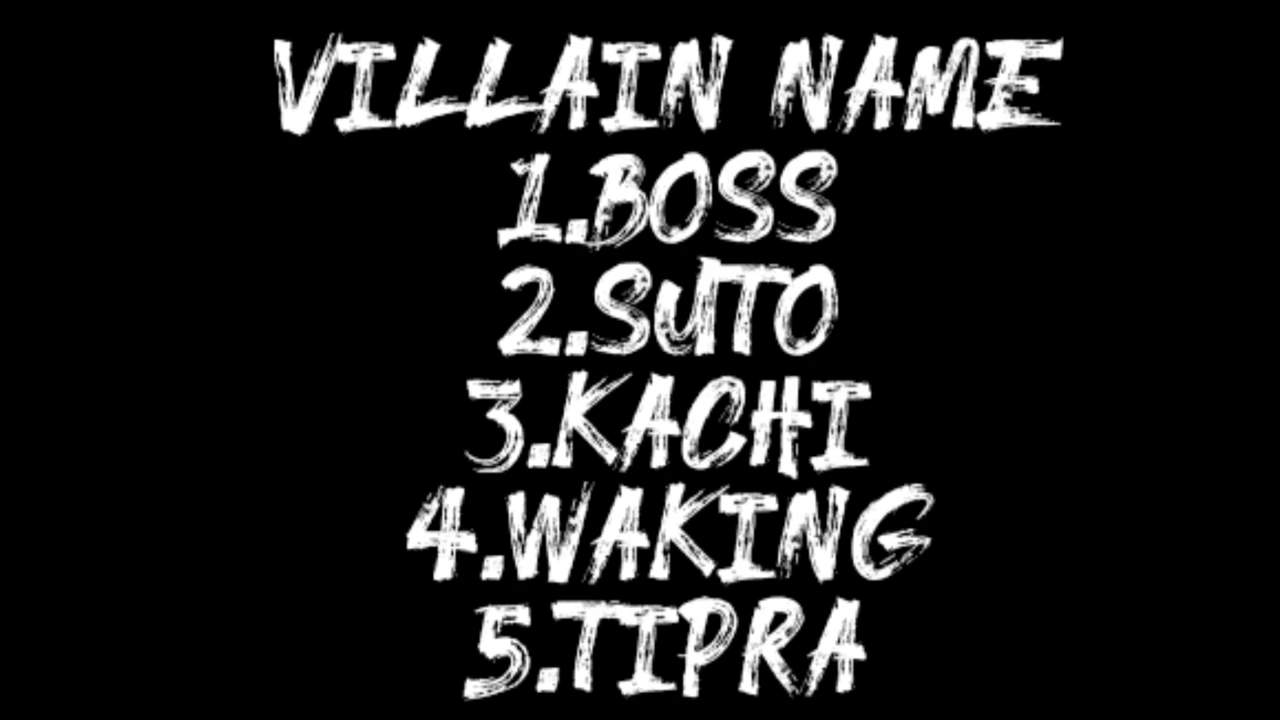 VILLAIN NAME
1.BOSS
2.SUTO
3.KACHI
4.WAKING
5.TIPRA